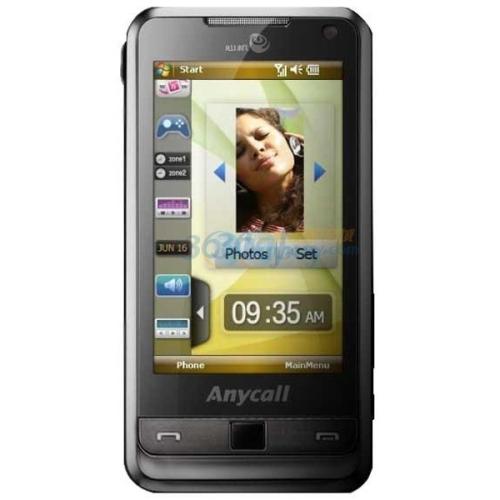 Start
zone1
zone2
JUN 16
Photos
Set
09:35 AM
Phone
MainMenu
Anycall